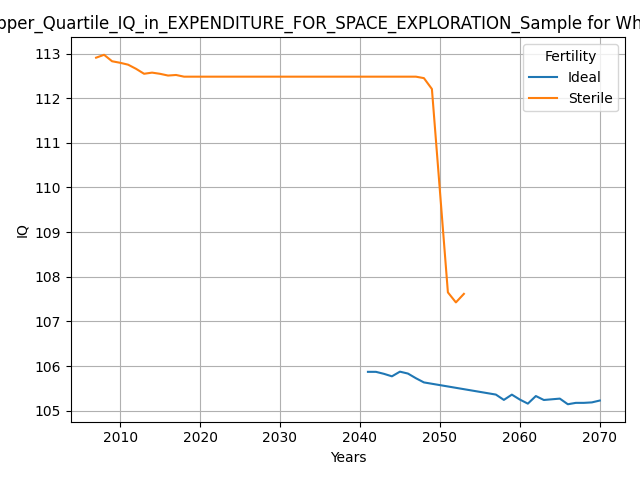 pper_Quartile_IQ_in_EXPENDITURE_FOR_SPACE_EXPLORATION_Sample for Wh
Fertility
Ideal
Sterile
113
112
111
110
109
108
107
106
105
IQ
2010 2020 2030 2040 2050 2060 2070
Years